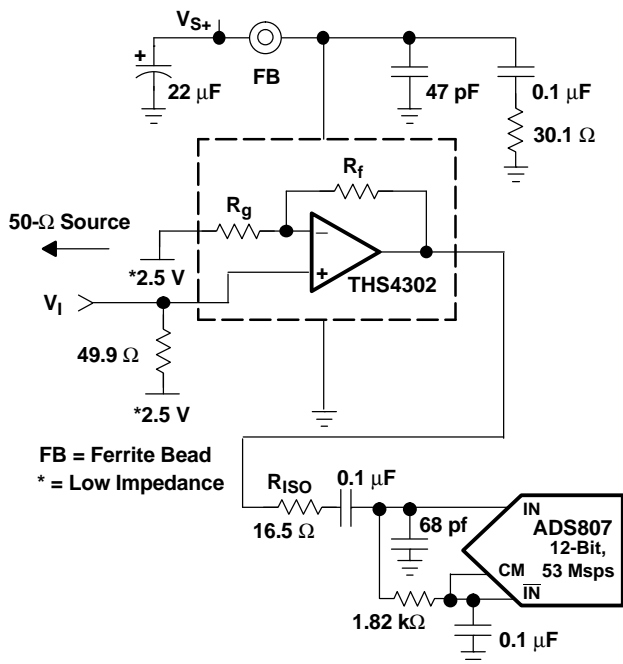 VS+
+
FB
22 µF
47 pF
0.1 µF
30.1 Ω
Rf
Rg
50-Ω Source
−
+
*2.5 V
THS4302
VI
49.9 Ω
*2.5 V
FB = Ferrite Bead
* = Low Impedance
RISO
0.1 µF
16.5 Ω
68 pf
IN
ADS807
12-Bit,
53 Msps
CM
IN
1.82 kΩ
0.1 µF